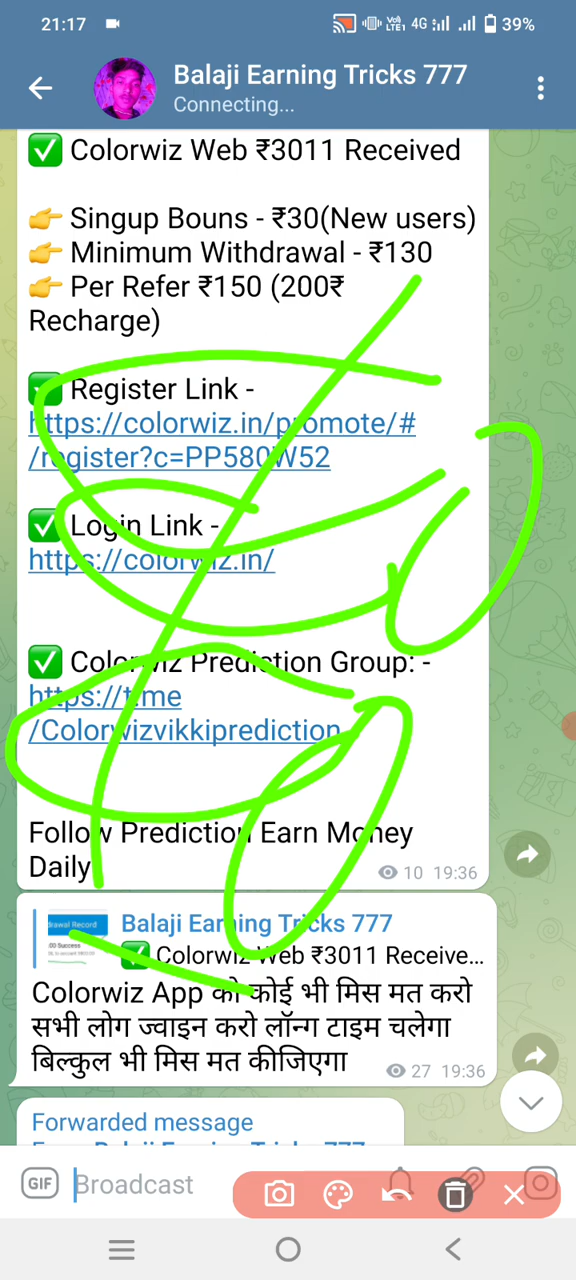 21:17
Vo) LTE1 4G 39%
Balaji Earning Tricks 777
Connecting...
✅ Colorwiz Web ₹3011 Received
👉 Singup Bouns - ₹30(New users)
👉 Minimum Withdrawal - ₹130
👉 Per Refer ₹150 (200₹
Recharge)
✅ Register Link -
https://colorwiz.in/promote/#
/register?c=PP580W52
✅ Login Link -
https://colorwiz.in/
✅ Colorwiz Prediction Group: -
https://t.me
/Colorwizvikkiprediction
Follow Prediction Earn Money
Daily
10 19:36
Balaji Earning Tricks 777
✅ Colorwiz Web ₹3011 Receive...
Colorwiz App को कोई भी मिस मत करो
सभी लोग ज्वाइन करो लॉन्ग टाइम चलेगा
बिल्कुल भी मिस मत कीजिएगा
27 19:36
Forwarded message
GIF Broadcast